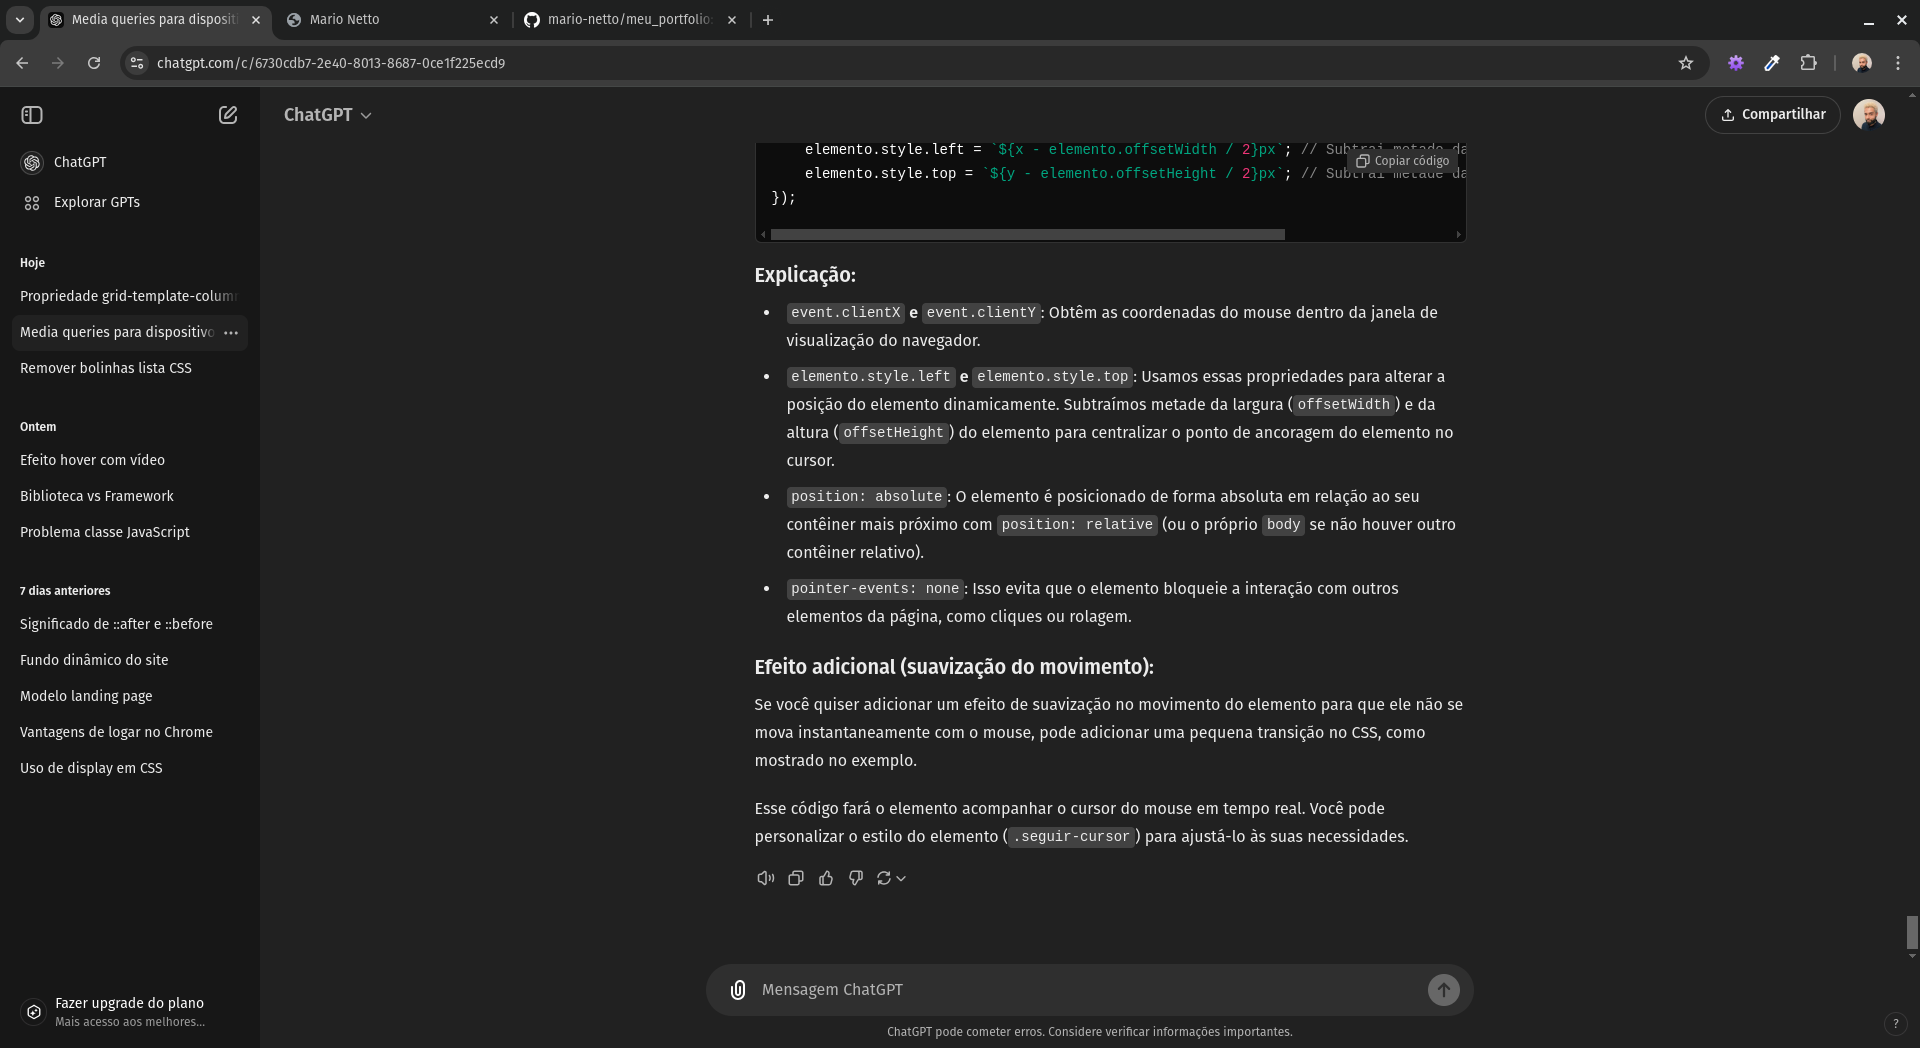 Media queries para disposit
Mario Netto
mario-netto/meu_portfolio
chatgpt.com/c/6730cdb7-2e40-8013-8687-0ce1f225ecd9
ChatGPT
Compartilhar
ChatGPT
Explorar GPTs
Hoje
Propriedade grid-template-colum
Media queries para dispositivo
Remover bolinhas lista CSS
Ontem
Efeito hover com vídeo
Biblioteca vs Framework
Problema classe JavaScript
7 dias anteriores
Significado de ::after e ::before
Fundo dinâmico do site
Modelo landing page
Vantagens de logar no Chrome
Uso de display em CSS
Fazer upgrade do plano
Mais acesso aos melhores...
elemento.style.left = `${x - elemento.offsetWidth / 2}px`; // Subtrai metade da
Copiar código
elemento.style.top = `${y - elemento.offsetHeight / 2}px`; // Subtrai metade da
});
Explicação:
• event.clientX e event.clientY: Obtêm as coordenadas do mouse dentro da janela de
visualização do navegador.
• elemento.style.left e elemento.style.top: Usamos essas propriedades para alterar a
posição do elemento dinamicamente. Subtraímos metade da largura (offsetWidth) e da
altura (offsetHeight) do elemento para centralizar o ponto de ancoragem do elemento no
cursor.
• position: absolute: O elemento é posicionado de forma absoluta em relação ao seu
contêiner mais próximo com position: relative (ou o próprio body se não houver outro
contêiner relativo).
• pointer-events: none: Isso evita que o elemento bloqueie a interação com outros
elementos da página, como cliques ou rolagem.
Efeito adicional (suavização do movimento):
Se você quiser adicionar um efeito de suavização no movimento do elemento para que ele não se
mova instantaneamente com o mouse, pode adicionar uma pequena transição no CSS, como
mostrado no exemplo.
Esse código fará o elemento acompanhar o cursor do mouse em tempo real. Você pode
personalizar o estilo do elemento (.seguir-cursor) para ajustá-lo às suas necessidades.
Mensagem ChatGPT
ChatGPT pode cometer erros. Considere verificar informações importantes.
?